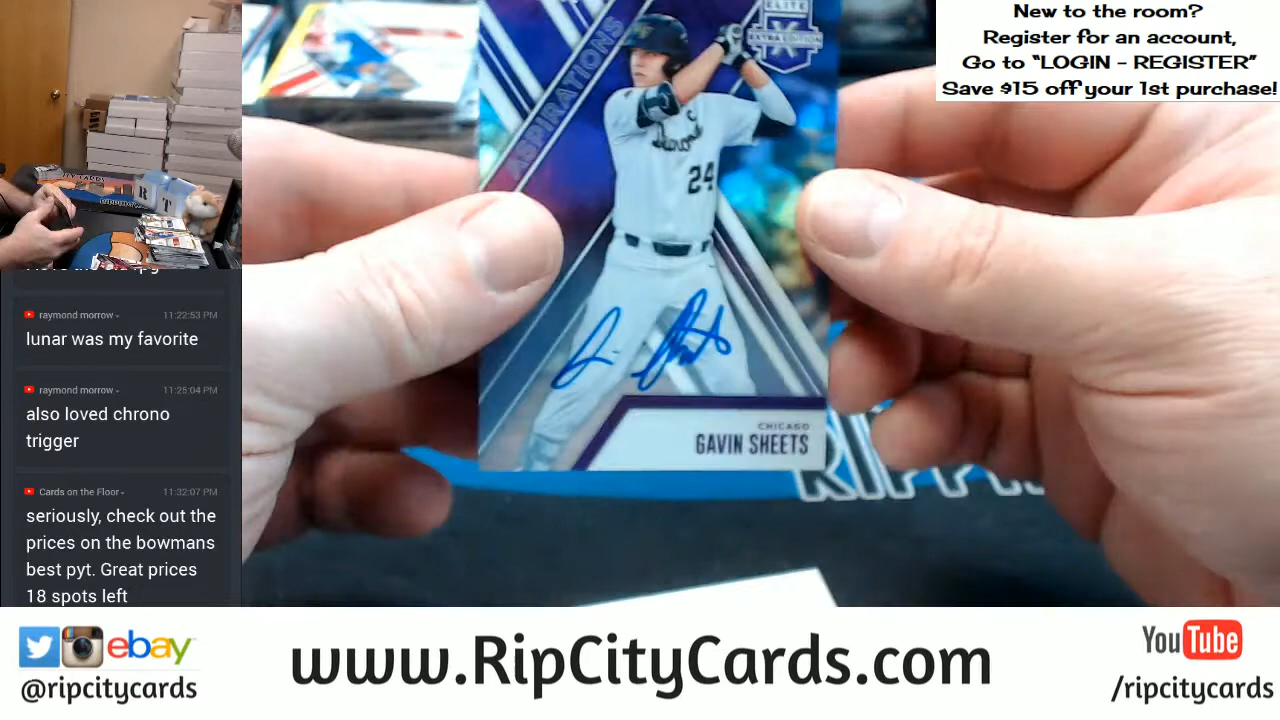 New to the room?
Register for an account,
Go to “LOGIN - REGISTER”
Save $15 off your 1st purchase!
ELITE
EXTRA EDITION
ASPIRATIONS
24
CHICAGO
GAVIN SHEETS
R
T
raymond morrow
11:22:53 PM
lunar was my favorite
raymond morrow
11:25:04 PM
also loved chrono
trigger
Cards on the Floor
11:32:07 PM
seriously, check out the
prices on the bowmans
best pyt. Great prices
18 spots left
ebay
@ripcitycards
www.RipCityCards.com
YouTube
/ripcitycards